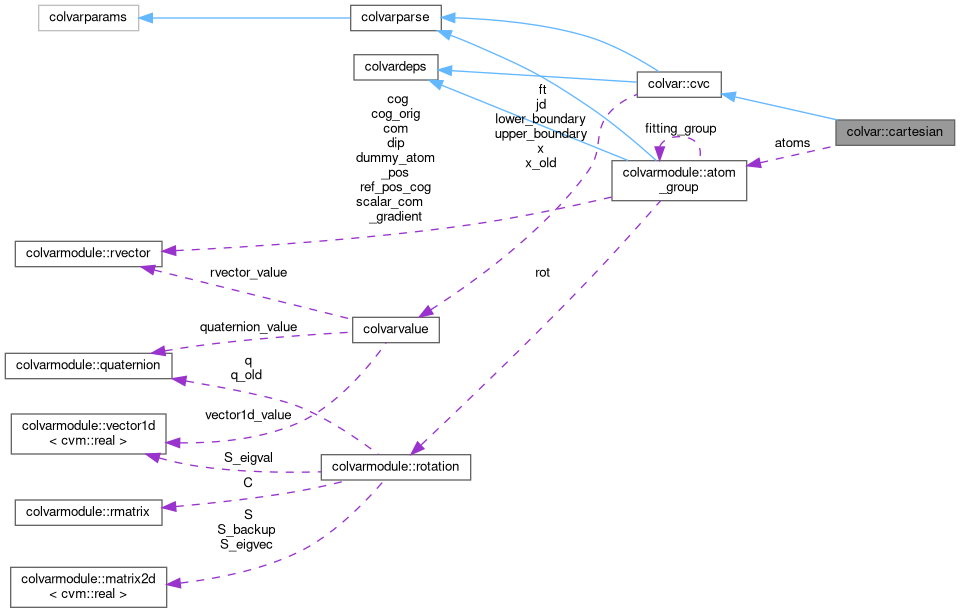 colvarparams
colvarparse
colvardeps
colvar::cvc
colvar::cartesian
cog
cog_orig
com
dip
dummy_atom
_pos
ref_pos_cog
scalar_com
_gradient
ft
jd
lower_boundary
upper_boundary
x
x_old
fitting_group
atoms
colvarmodule::atom
_group
colvarmodule::rvector
rvector_value
rot
colvarvalue
quaternion_value
colvarmodule::quaternion
q
q_old
vector1d_value
colvarmodule::vector1d
< cvm::real >
S_eigval
colvarmodule::rotation
C
colvarmodule::rmatrix
S
S_backup
S_eigvec
colvarmodule::matrix2d
< cvm::real >